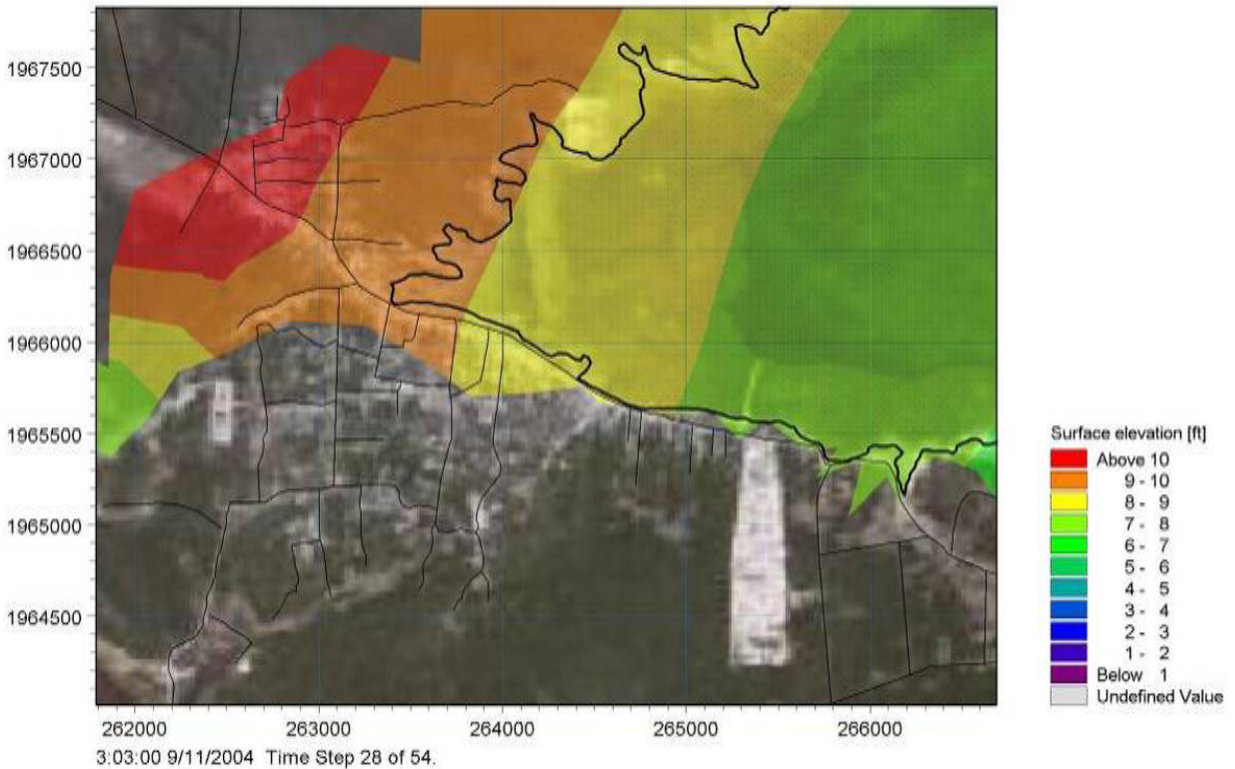 1967500
1967000
1966500
1966000
1965500
1965000
1964500
262000 263000 264000 265000 266000
3:03:00 9/11/2004 Time Step 28 of 54.
Surface elevation [ft]
Above 10
9 - 10
8 - 9
7 - 8
6 - 7
5 - 6
4 - 5
3 - 4
2 - 3
1 - 2
Below 1
Undefined Value